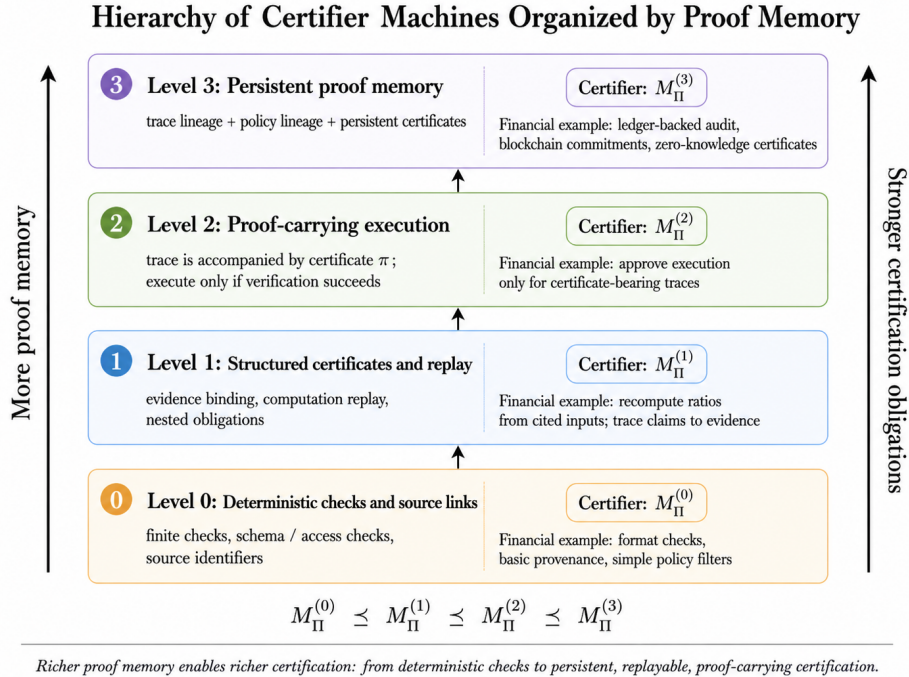 Hierarchy of Certifier Machines Organized by Proof Memory
More proof memory
Stronger certification obligations
3 Level 3: Persistent proof memory
trace lineage + policy lineage + persistent certificates
Certifier: M_Π^(3)
Financial example: ledger-backed audit,
blockchain commitments, zero-knowledge certificates
2 Level 2: Proof-carrying execution
trace is accompanied by certificate π;
execute only if verification succeeds
Certifier: M_Π^(2)
Financial example: approve execution
only for certificate-bearing traces
1 Level 1: Structured certificates and replay
evidence binding, computation replay,
nested obligations
Certifier: M_Π^(1)
Financial example: recompute ratios
from cited inputs; trace claims to evidence
0 Level 0: Deterministic checks and source links
finite checks, schema / access checks,
source identifiers
Certifier: M_Π^(0)
Financial example: format checks,
basic provenance, simple policy filters
M_Π^(0) ⪯ M_Π^(1) ⪯ M_Π^(2) ⪯ M_Π^(3)
Richer proof memory enables richer certification: from deterministic checks to persistent, replayable, proof-carrying certification.